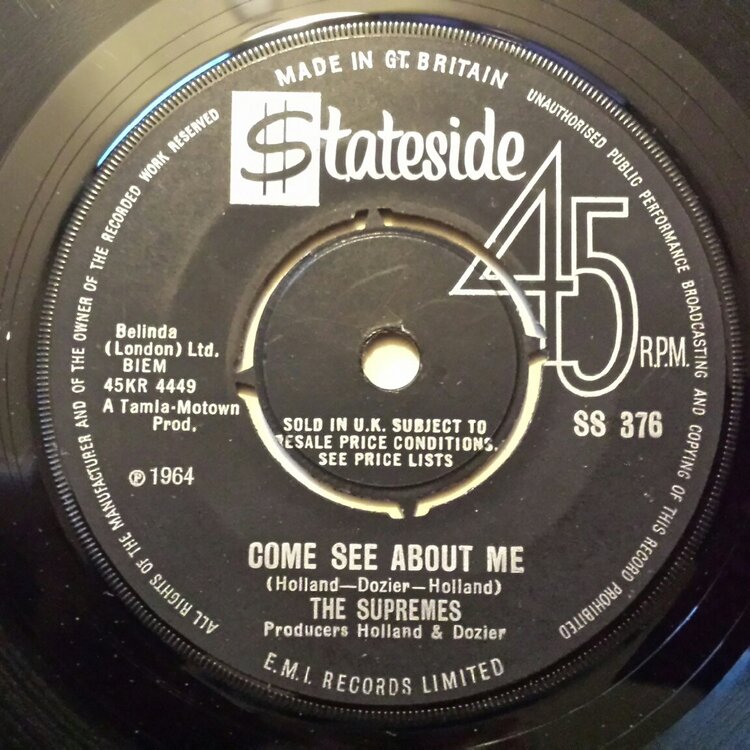 MADE IN GT. BRITAIN
UNAUTHORISED PUBLIC PERFORMANCE BROADCASTING AND COPYING OF THIS RECORD PROHIBITED
ALL RIGHTS OF THE MANUFACTURER AND OF THE OWNER OF THE RECORDED WORK RESERVED
$tateside
45
R.P.M.
Belinda
(London) Ltd.
BIEM
45KR 4449
A Tamla-Motown
Prod.
℗ 1964
SS 376
SOLD IN U.K. SUBJECT TO
RESALE PRICE CONDITIONS,
SEE PRICE LISTS
COME SEE ABOUT ME
(Holland—Dozier—Holland)
THE SUPREMES
Producers Holland & Dozier
E.M.I. RECORDS LIMITED